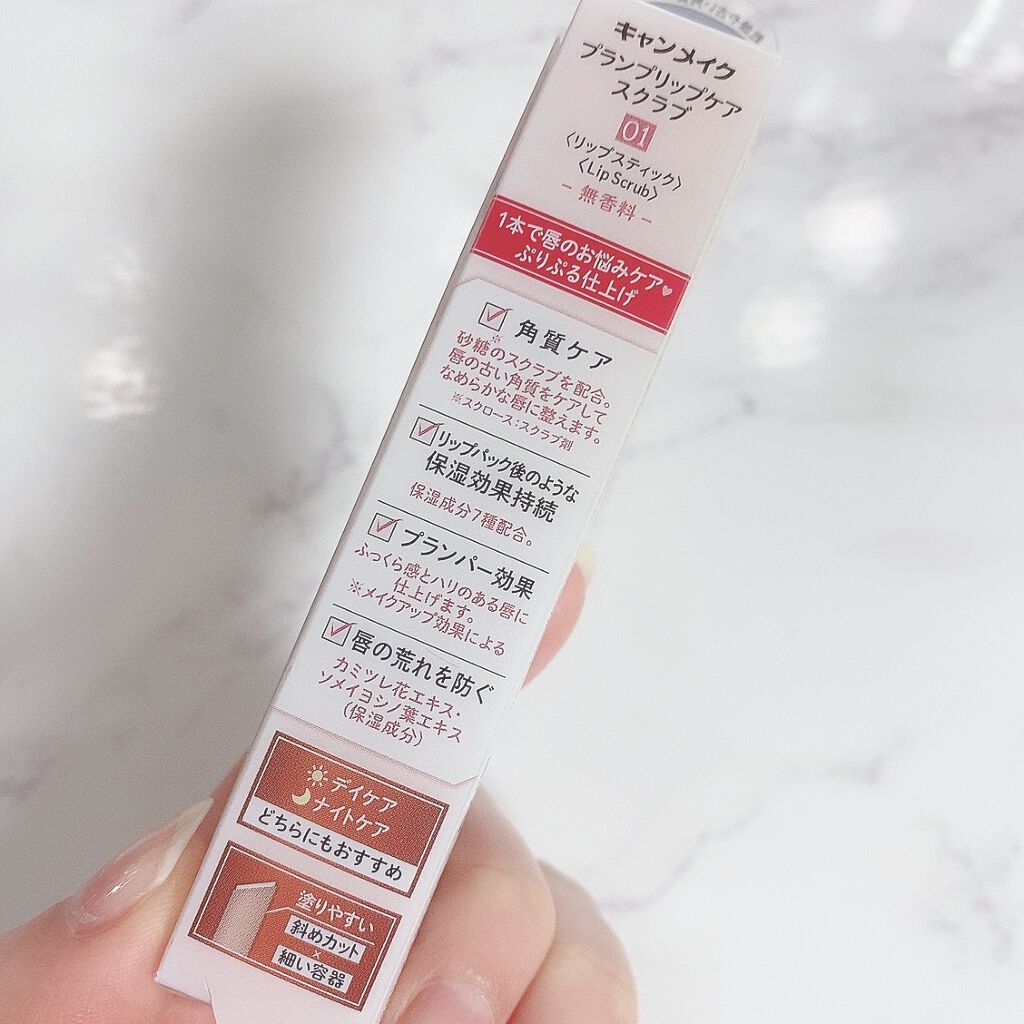 キャンメイク
プランプリップケア
スクラブ
01
〈リップスティック〉
〈Lip Scrub〉
- 無香料 -
1本で唇のお悩みケア♥
ぷりぷる仕上げ
角質ケア
砂糖※のスクラブを配合。
唇の古い角質をケアして
なめらかな唇に整えます。
※スクロース:スクラブ剤
リップパック後のような
保湿効果持続
保湿成分7種配合。
プランパー効果
ふっくら感とハリのある唇に
仕上げます。
※メイクアップ効果による
唇の荒れを防ぐ
カミツレ花エキス・
ソメイヨシノ葉エキス
(保湿成分)
デイケア
ナイトケア
どちらにもおすすめ
塗りやすい
斜めカット
×
細い容器